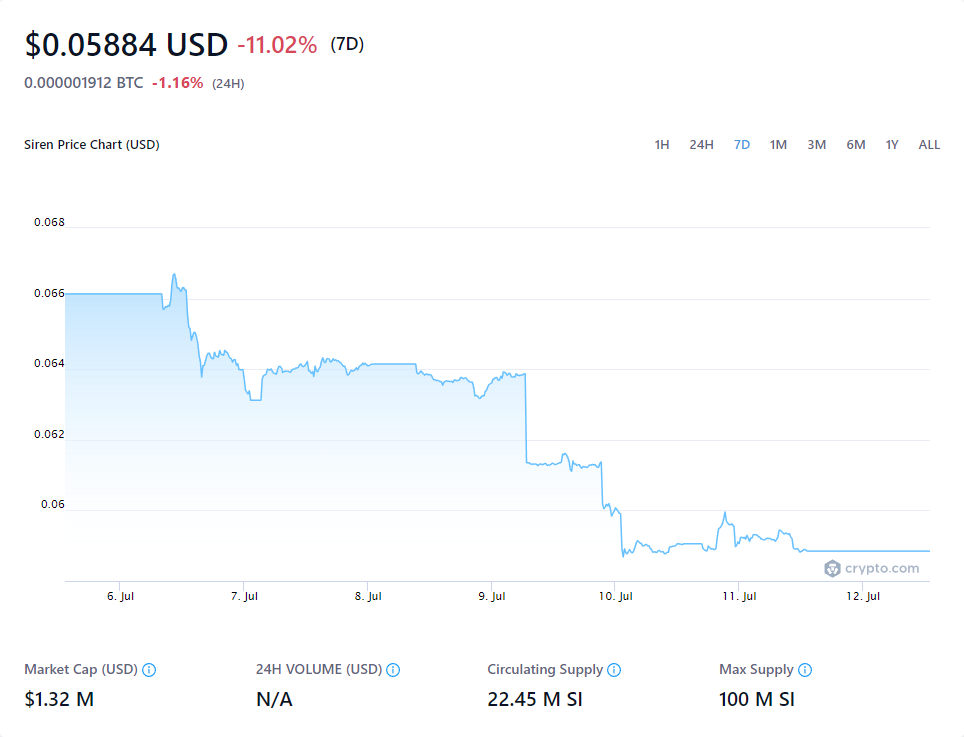 $0.05884 USD -11.02% (7D)
0.000001912 BTC -1.16% (24H)
Siren Price Chart (USD) 1H 24H 7D 1M 3M 6M 1Y ALL
0.068
0.066
0.064
0.062
0.06
crypto.com
6. Jul 7. Jul 8. Jul 9. Jul 10. Jul 11. Jul 12. Jul
Market Cap (USD) 24H VOLUME (USD) Circulating Supply Max Supply
$1.32 M N/A 22.45 M SI 100 M SI